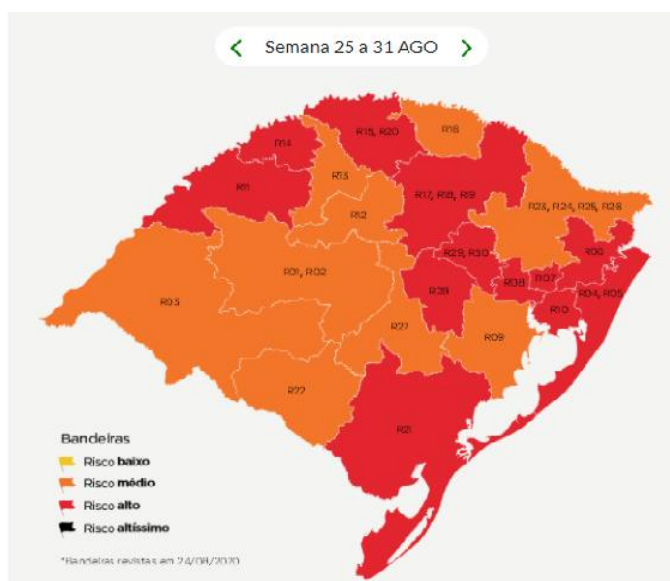 Semana 25 a 31 AGO
R15, R20
R16
R14
R13
R11
R17, R18, R19
R12
R23, R24, R25, R26
R29, R30
R06
R01, R02
R08
R07
R28
R04, R05
R03
R10
R27
R09
R22
R21
Bandeiras
Risco baixo
Risco médio
Risco alto
Risco altíssimo
*Bandeiras revistas em 24/08/2020